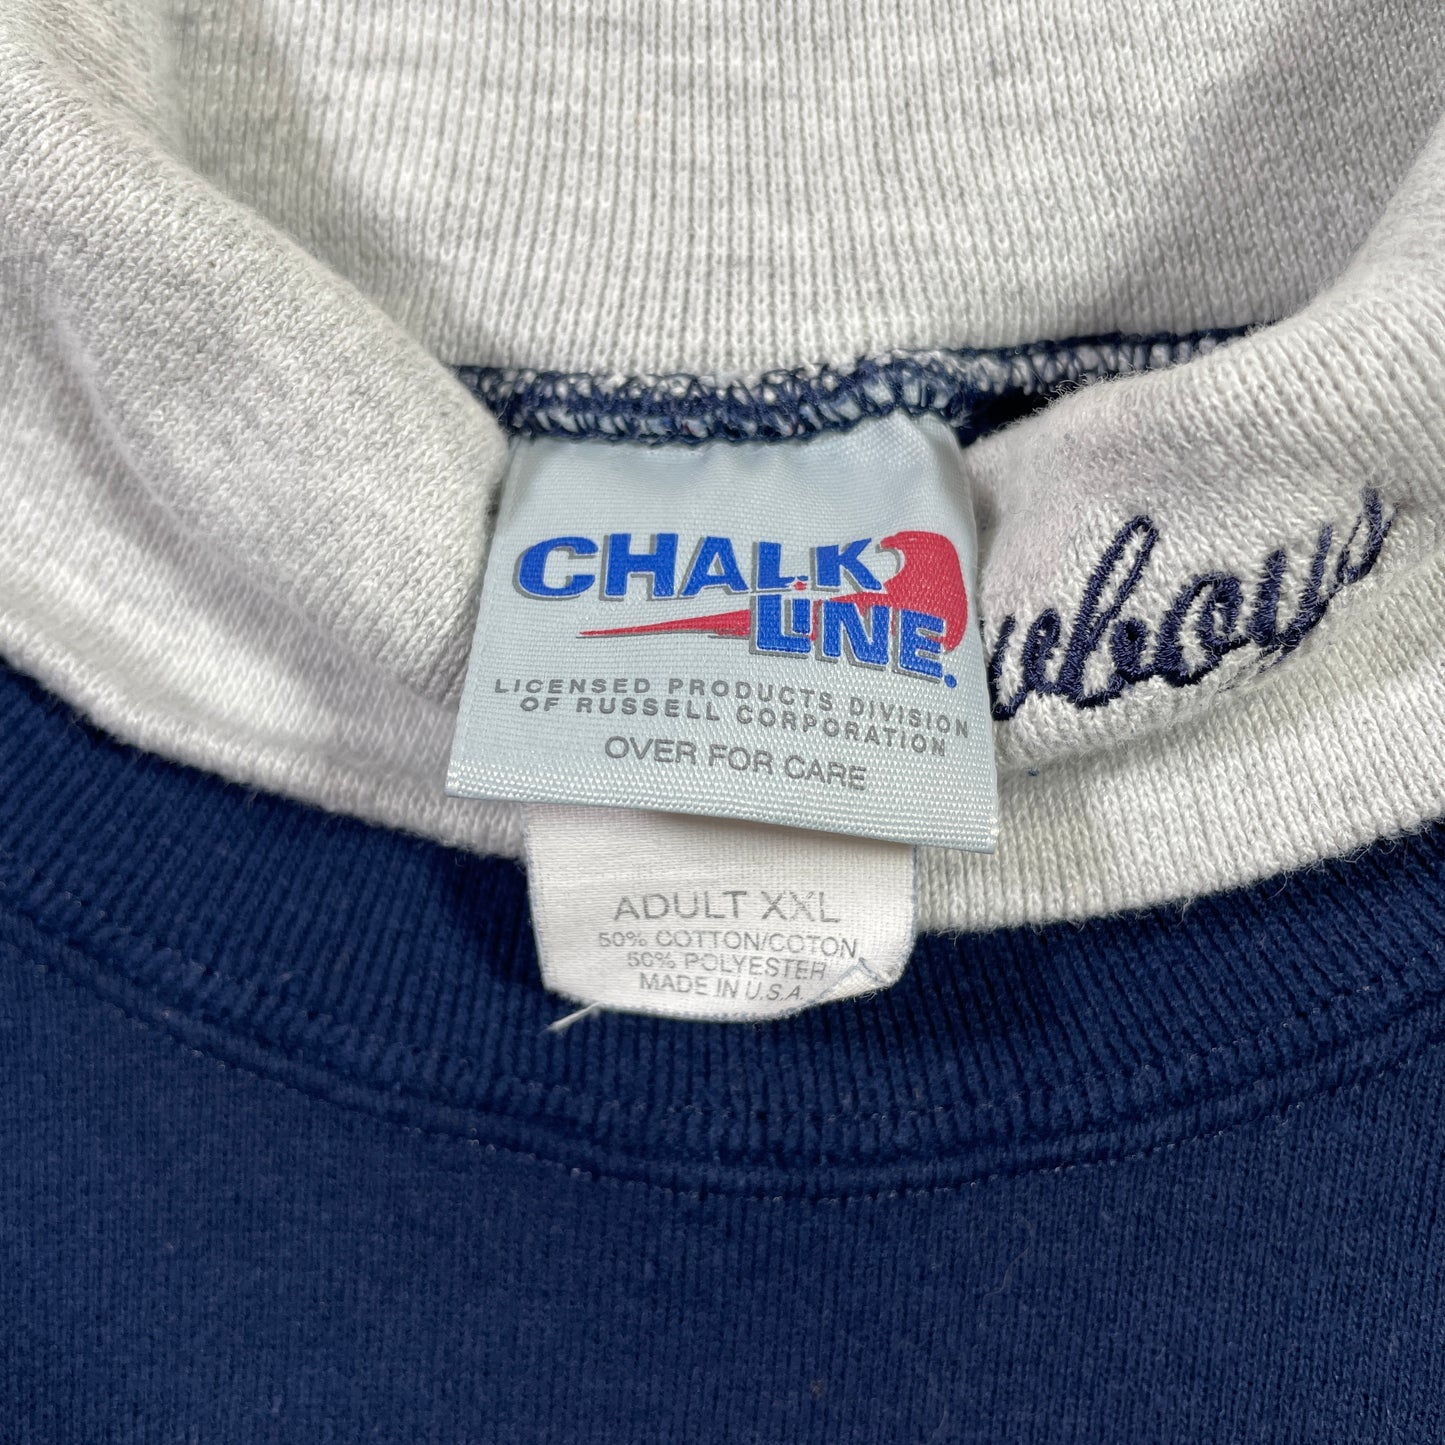 CHALK
LINE.
LICENSED PRODUCTS DIVISION
OF RUSSELL CORPORATION
OVER FOR CARE
ADULT XXL
50% COTTON/COTON
50% POLYESTER
MADE IN U.S.A.